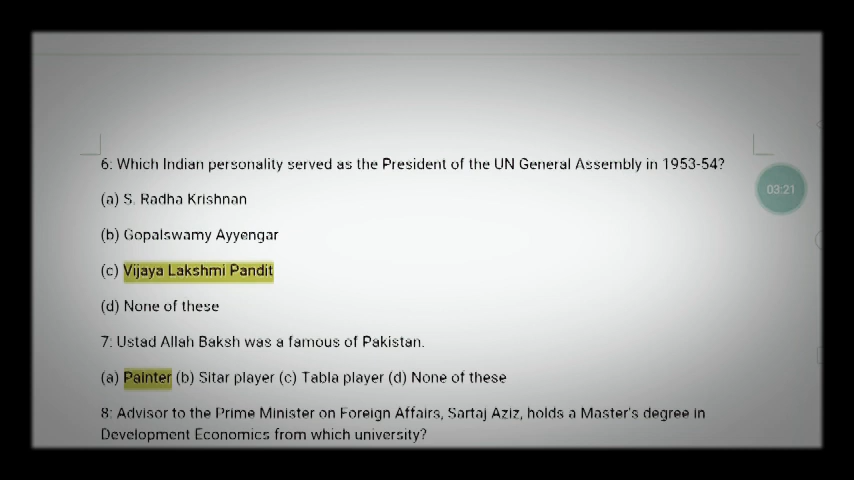 6: Which Indian personality served as the President of the UN General Assembly in 1953-54?
03:21
(a) S. Radha Krishnan
(b) Gopalswamy Ayyengar
(c) Vijaya Lakshmi Pandit
(d) None of these
7: Ustad Allah Baksh was a famous of Pakistan.
(a) Painter (b) Sitar player (c) Tabla player (d) None of these
8: Advisor to the Prime Minister on Foreign Affairs, Sartaj Aziz, holds a Master's degree in
Development Economics from which university?